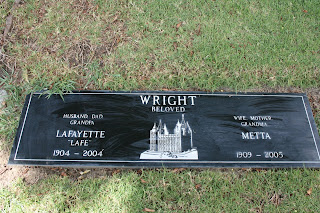 WRIGHT
BELOVED
HUSBAND DAD
GRANDPA
LAFAYETTE
"LAFE"
1904 - 2004
WIFE MOTHER
GRANDMA
METTA
1909 - 2005